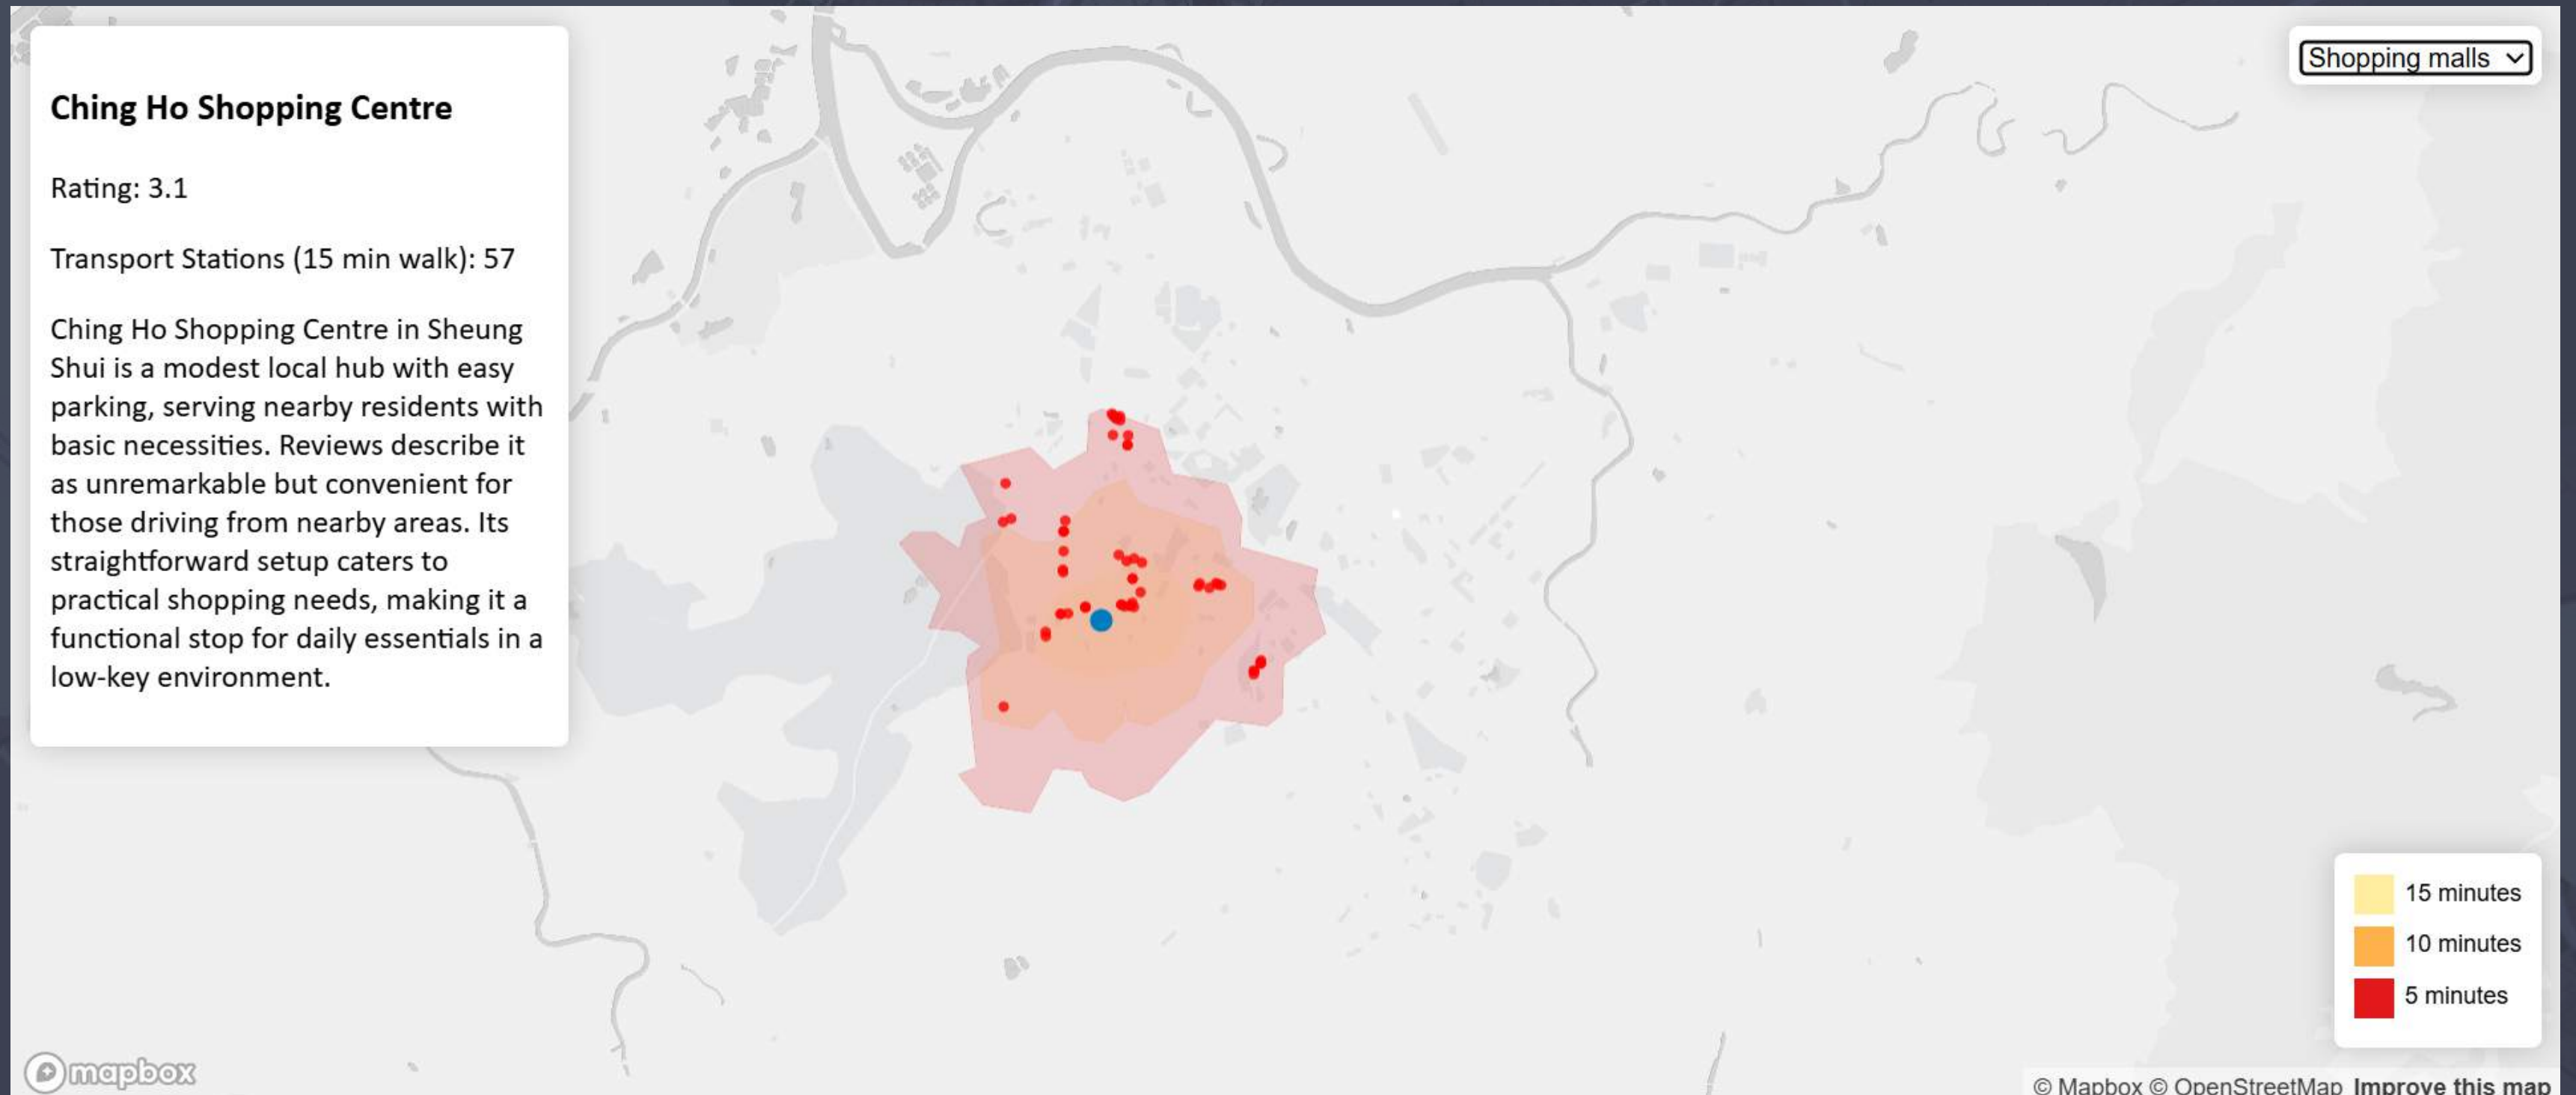 Ching Ho Shopping Centre
Rating: 3.1
Transport Stations (15 min walk): 57
Ching Ho Shopping Centre in Sheung
Shui is a modest local hub with easy
parking, serving nearby residents with
basic necessities. Reviews describe it
as unremarkable but convenient for
those driving from nearby areas. Its
straightforward setup caters to
practical shopping needs, making it a
functional stop for daily essentials in a
low-key environment.
Shopping malls
15 minutes
10 minutes
5 minutes
mapbox
© Mapbox © OpenStreetMap Improve this map